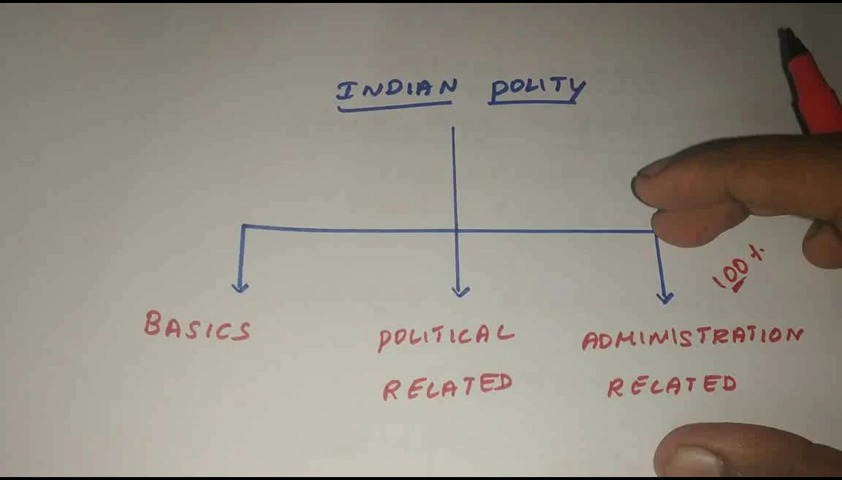 INDIAN POLITY
100%
BASICS
POLITICAL
RELATED
ADMINISTRATION
RELATED